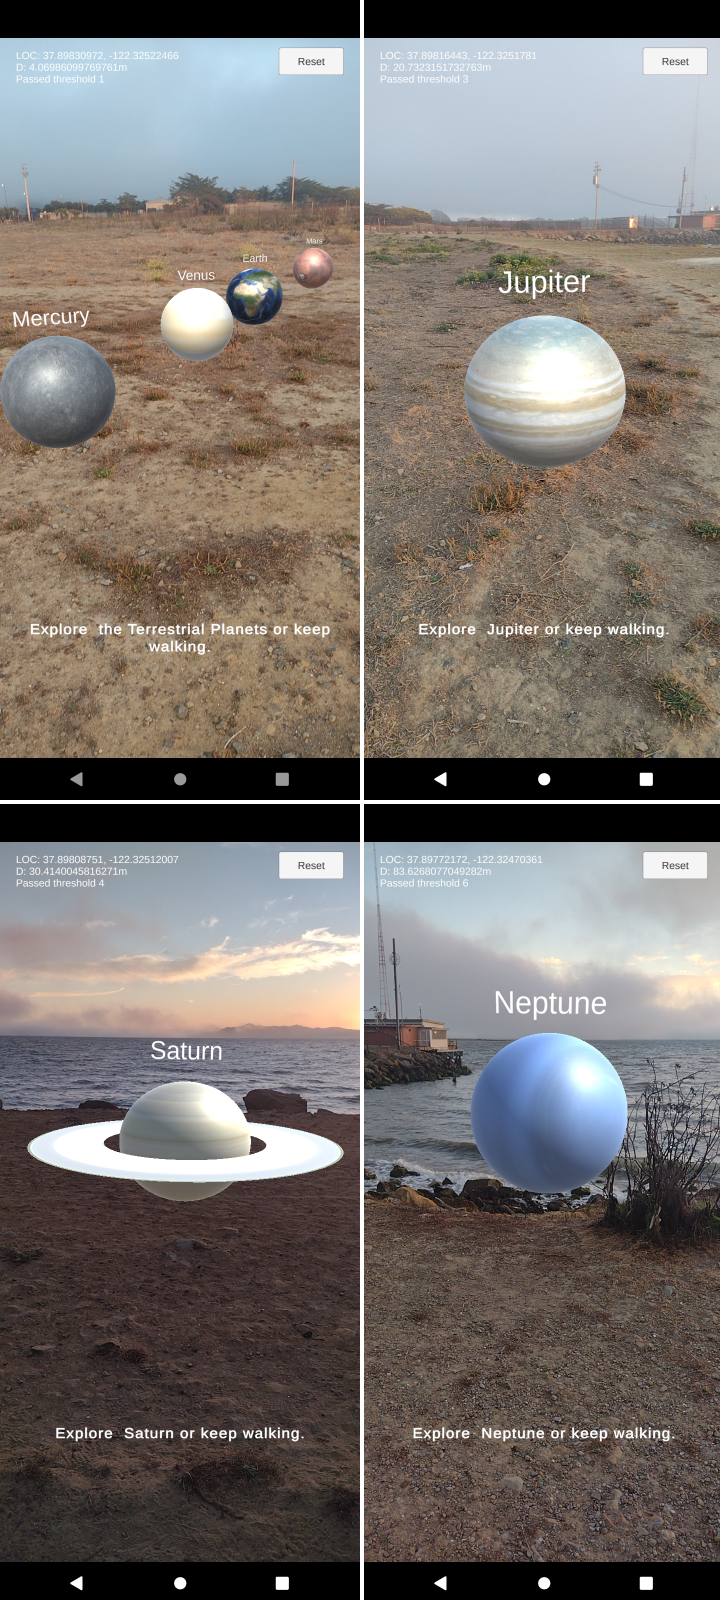 LOC: 37.89830972, -122.32522466
D: 4.06986099769761m
Passed threshold 1
Reset
Mars
Earth
Venus
Mercury
Explore  the Terrestrial Planets or keep
walking.
LOC: 37.89816443, -122.3251781
D: 20.7323151732763m
Passed threshold 3
Reset
Jupiter
Explore  Jupiter or keep walking.
LOC: 37.89808751, -122.32512007
D: 30.4140045816271m
Passed threshold 4
Reset
Saturn
Explore  Saturn or keep walking.
LOC: 37.89772172, -122.32470361
D: 83.6268077049282m
Passed threshold 6
Reset
Neptune
Explore  Neptune or keep walking.